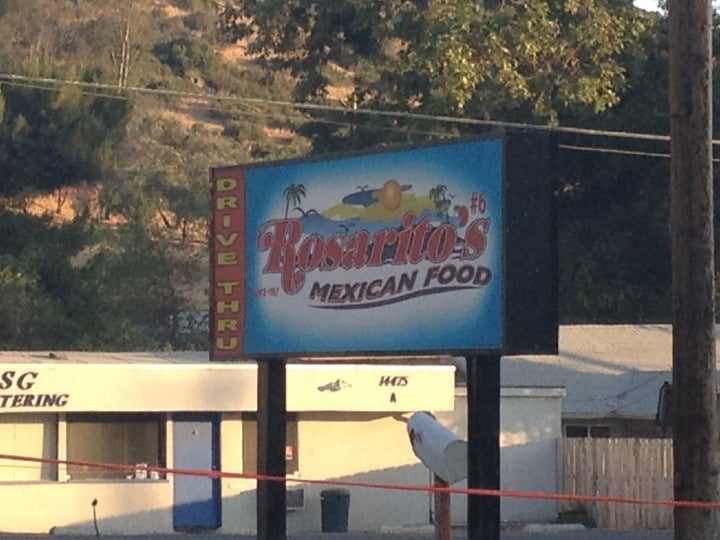 DRIVE THRU
#6
Rosarito's
MEXICAN FOOD
SG
TERING
14475
A